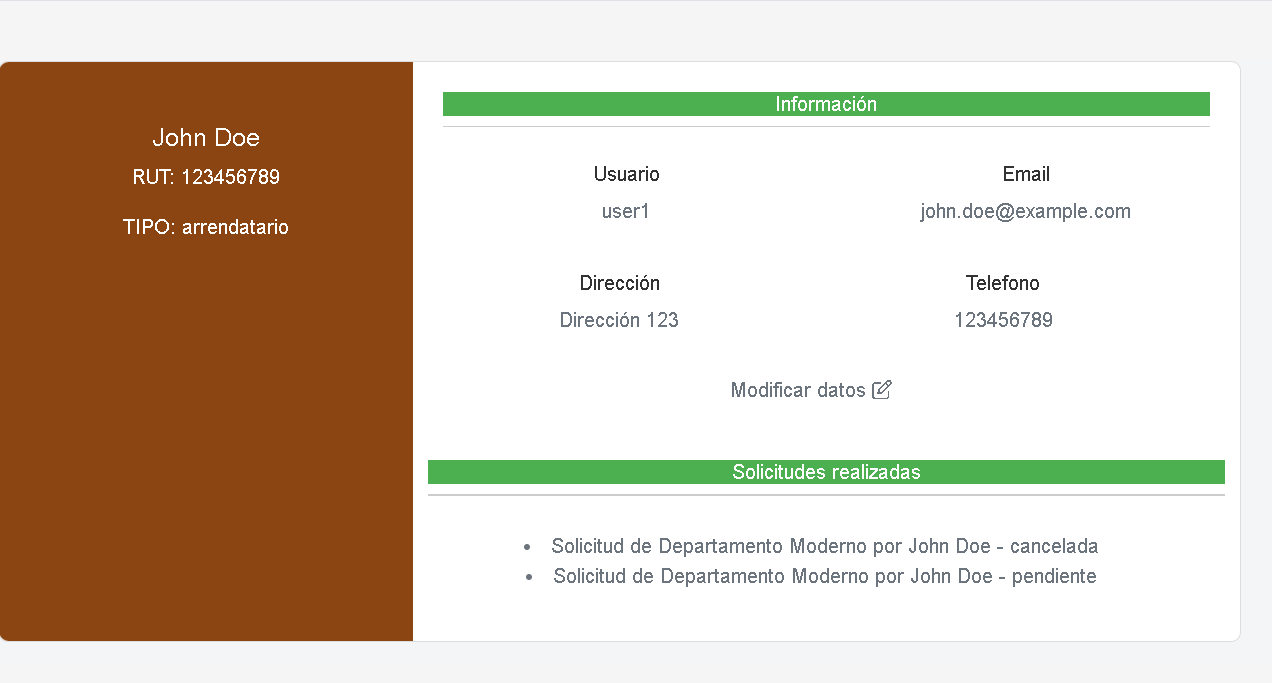 John Doe
RUT: 123456789
TIPO: arrendatario
Información
Usuario
Email
user1
john.doe@example.com
Dirección
Telefono
Dirección 123
123456789
Modificar datos
Solicitudes realizadas
• Solicitud de Departamento Moderno por John Doe - cancelada
• Solicitud de Departamento Moderno por John Doe - pendiente